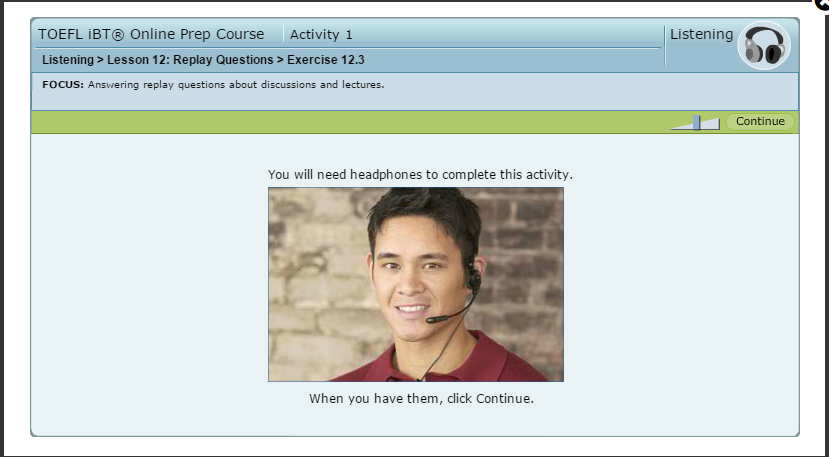 TOEFL iBT® Online Prep Course Activity 1 Listening
Listening > Lesson 12: Replay Questions > Exercise 12.3
FOCUS: Answering replay questions about discussions and lectures.
Continue
You will need headphones to complete this activity.
When you have them, click Continue.